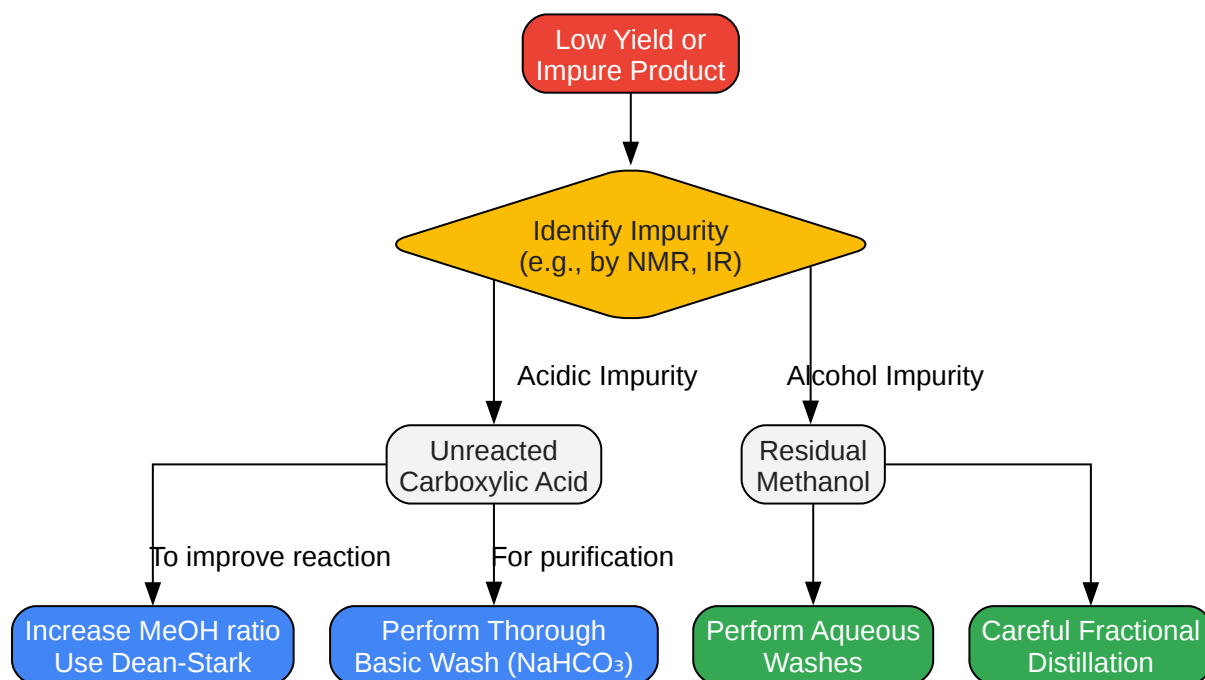 Low Yield or
Impure Product
Identify Impurity
(e.g., by NMR, IR)
Acidic Impurity
Alcohol Impurity
Unreacted
Carboxylic Acid
Residual
Methanol
To improve reaction
For purification
Increase MeOH ratio
Use Dean-Stark
Perform Thorough
Basic Wash (NaHCO₃)
Perform Aqueous
Washes
Careful Fractional
Distillation